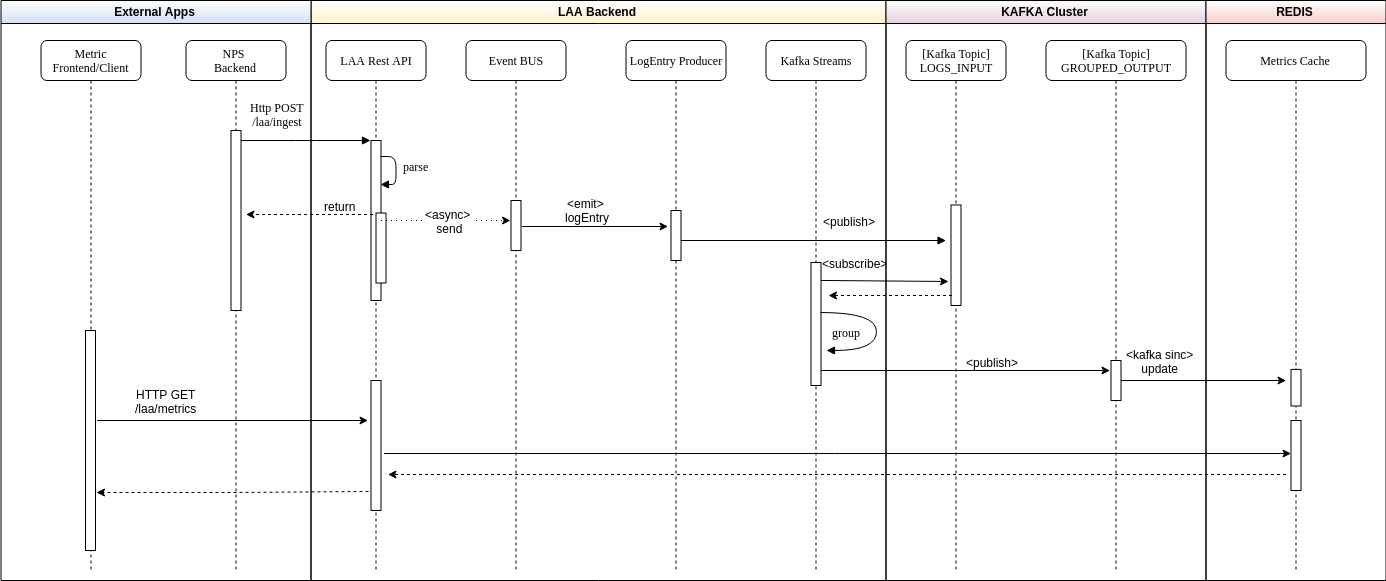 External Apps
LAA Backend
KAFKA Cluster
REDIS
Metric
Frontend/Client
NPS
Backend
LAA Rest API
Event BUS
LogEntry Producer
Kafka Streams
[Kafka Topic]
LOGS_INPUT
[Kafka Topic]
GROUPED_OUTPUT
Metrics Cache
Http POST
/laa/ingest
parse
return
<async>
send
<emit>
logEntry
<publish>
<subscribe>
group
<publish>
<kafka sinc>
update
HTTP GET
/laa/metrics